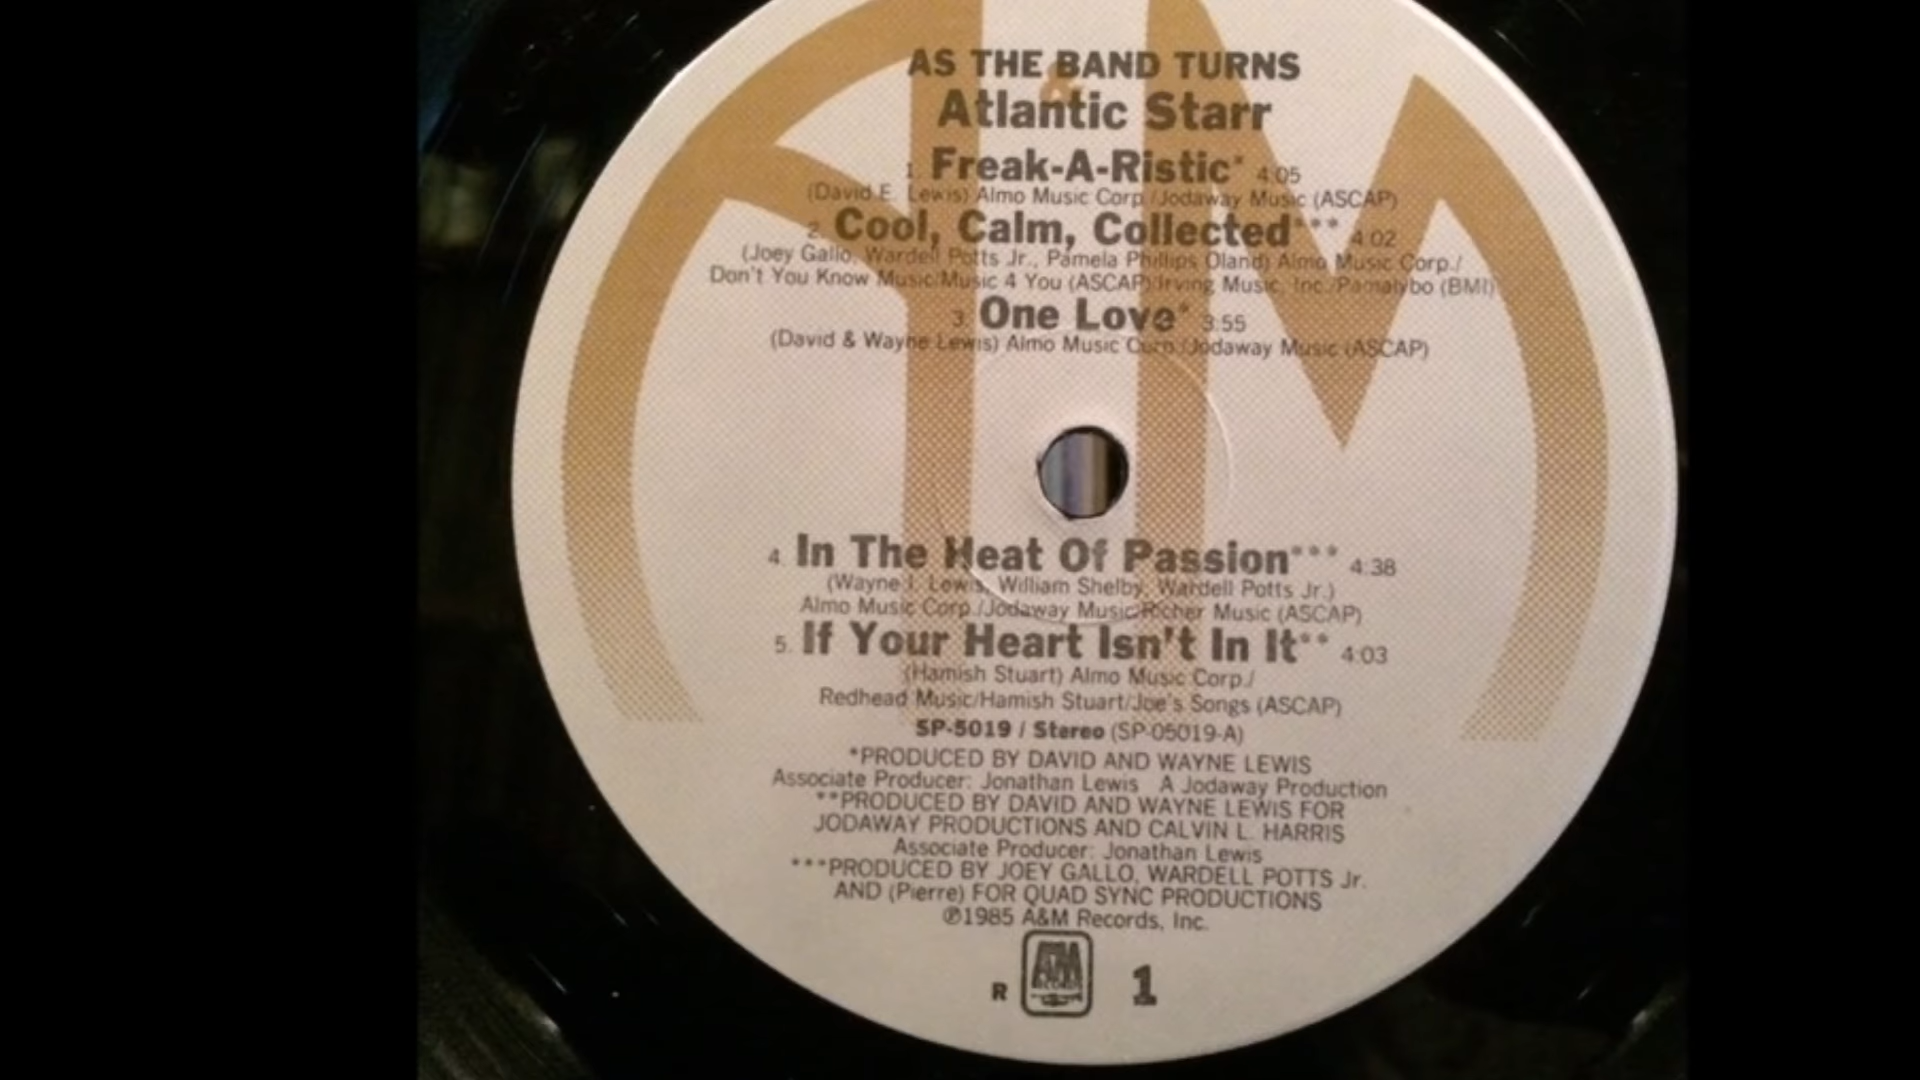 AS THE BAND TURNS
Atlantic Starr
1. Freak-A-Ristic* 4:05
(David E. Lewis) Almo Music Corp./Jodaway Music (ASCAP)
2. Cool, Calm, Collected*** 4:02
(Joey Gallo, Wardell Potts Jr., Pamela Phillips Oland) Almo Music Corp./
Don't You Know Music/Music 4 You (ASCAP)/Irving Music, Inc./Pamalybo (BMI)
3. One Love* 3:55
(David & Wayne Lewis) Almo Music Corp./Jodaway Music (ASCAP)
4. In The Heat Of Passion*** 4:38
(Wayne I. Lewis, William Shelby, Wardell Potts Jr.)
Almo Music Corp./Jodaway Music/Richer Music (ASCAP)
5. If Your Heart Isn't In It** 4:03
(Hamish Stuart) Almo Music Corp./
Redhead Music/Hamish Stuart/Joe's Songs (ASCAP)
SP-5019 / Stereo (SP-05019-A)
*PRODUCED BY DAVID AND WAYNE LEWIS
Associate Producer: Jonathan Lewis A Jodaway Production
**PRODUCED BY DAVID AND WAYNE LEWIS FOR
JODAWAY PRODUCTIONS AND CALVIN L. HARRIS
Associate Producer: Jonathan Lewis
***PRODUCED BY JOEY GALLO, WARDELL POTTS Jr.
AND (Pierre) FOR QUAD SYNC PRODUCTIONS
℗1985 A&M Records, Inc.
R A&M RECORDS 1